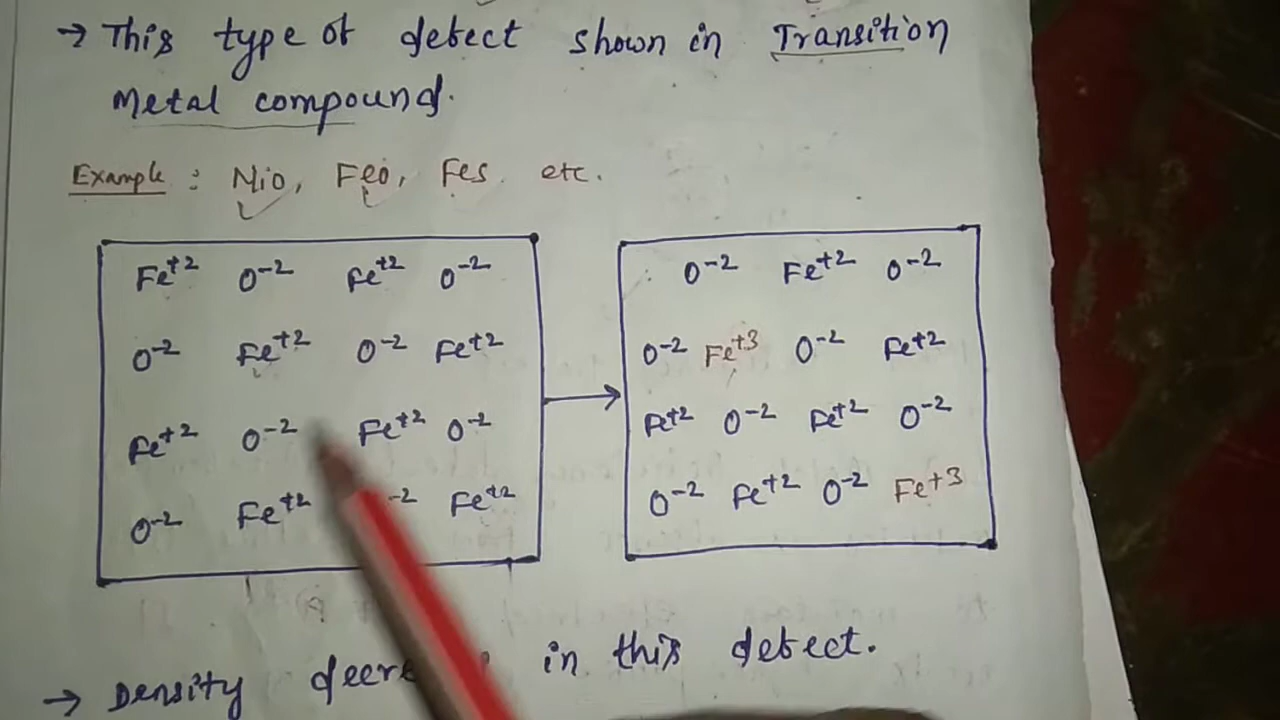 → This type of defect shown in Transition
Metal compound.
Example : NiO, FeO, FeS etc.
Fe+2 O-2 Fe+2 O-2
O-2 Fe+2 O-2 Fe+2
Fe+2 O-2 Fe+2 O-2
O-2 Fe+2 -2 Fe+2
O-2 Fe+2 O-2
O-2 Fe+3 O-2 Fe+2
Fe+2 O-2 Fe+2 O-2
O-2 Fe+2 O-2 Fe+3
→ Density in this defect.